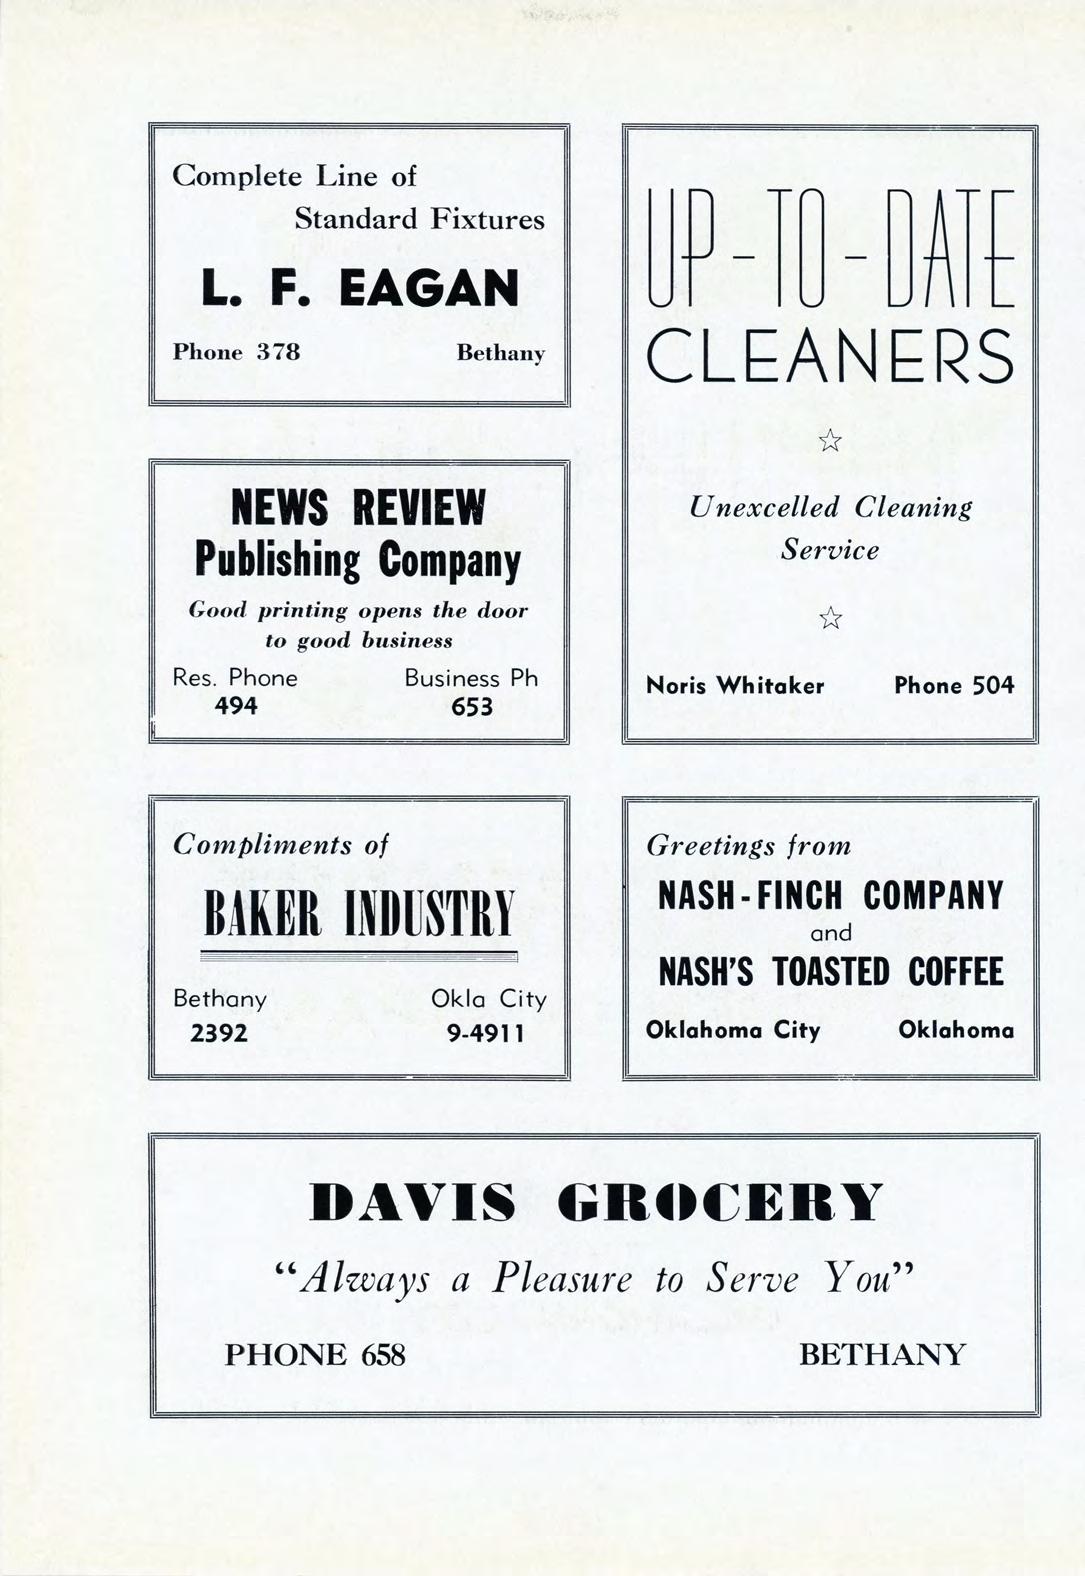 Complete Line of
Standard Fixtures
L. F. EAGAN
Phone 378 Bethany
UP-TO-DATE
CLEANERS
Unexcelled Cleaning
Service
Noris Whitaker Phone 504
NEWS REVIEW
Publishing Company
Good printing opens the door
to good business
Res. Phone Business Ph
494 653
Compliments of
BAKER INDUSTRY
Bethany Okla City
2392 9-4911
Greetings from
NASH-FINCH COMPANY
and
NASH'S TOASTED COFFEE
Oklahoma City Oklahoma
DAVIS GROCERY
"Always a Pleasure to Serve You"
PHONE 658 BETHANY